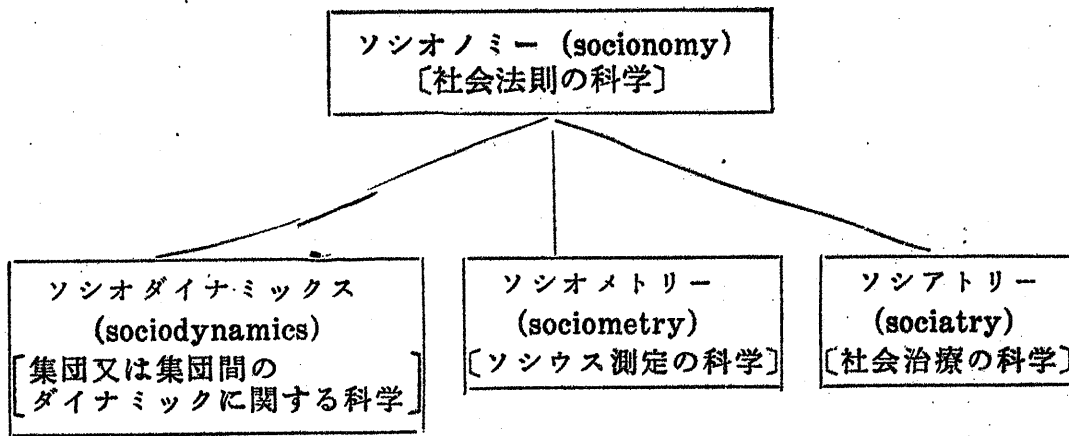 ソシオノミー (socionomy)
〔社会法則の科学〕
ソシオダイナミックス
(sociodynamics)
[集団又は集団間の
ダイナミックに関する科学]
ソシオメトリー
(sociometry)
〔ソシウス測定の科学〕
ソシアトリー
(sociatry)
〔社会治療の科学〕